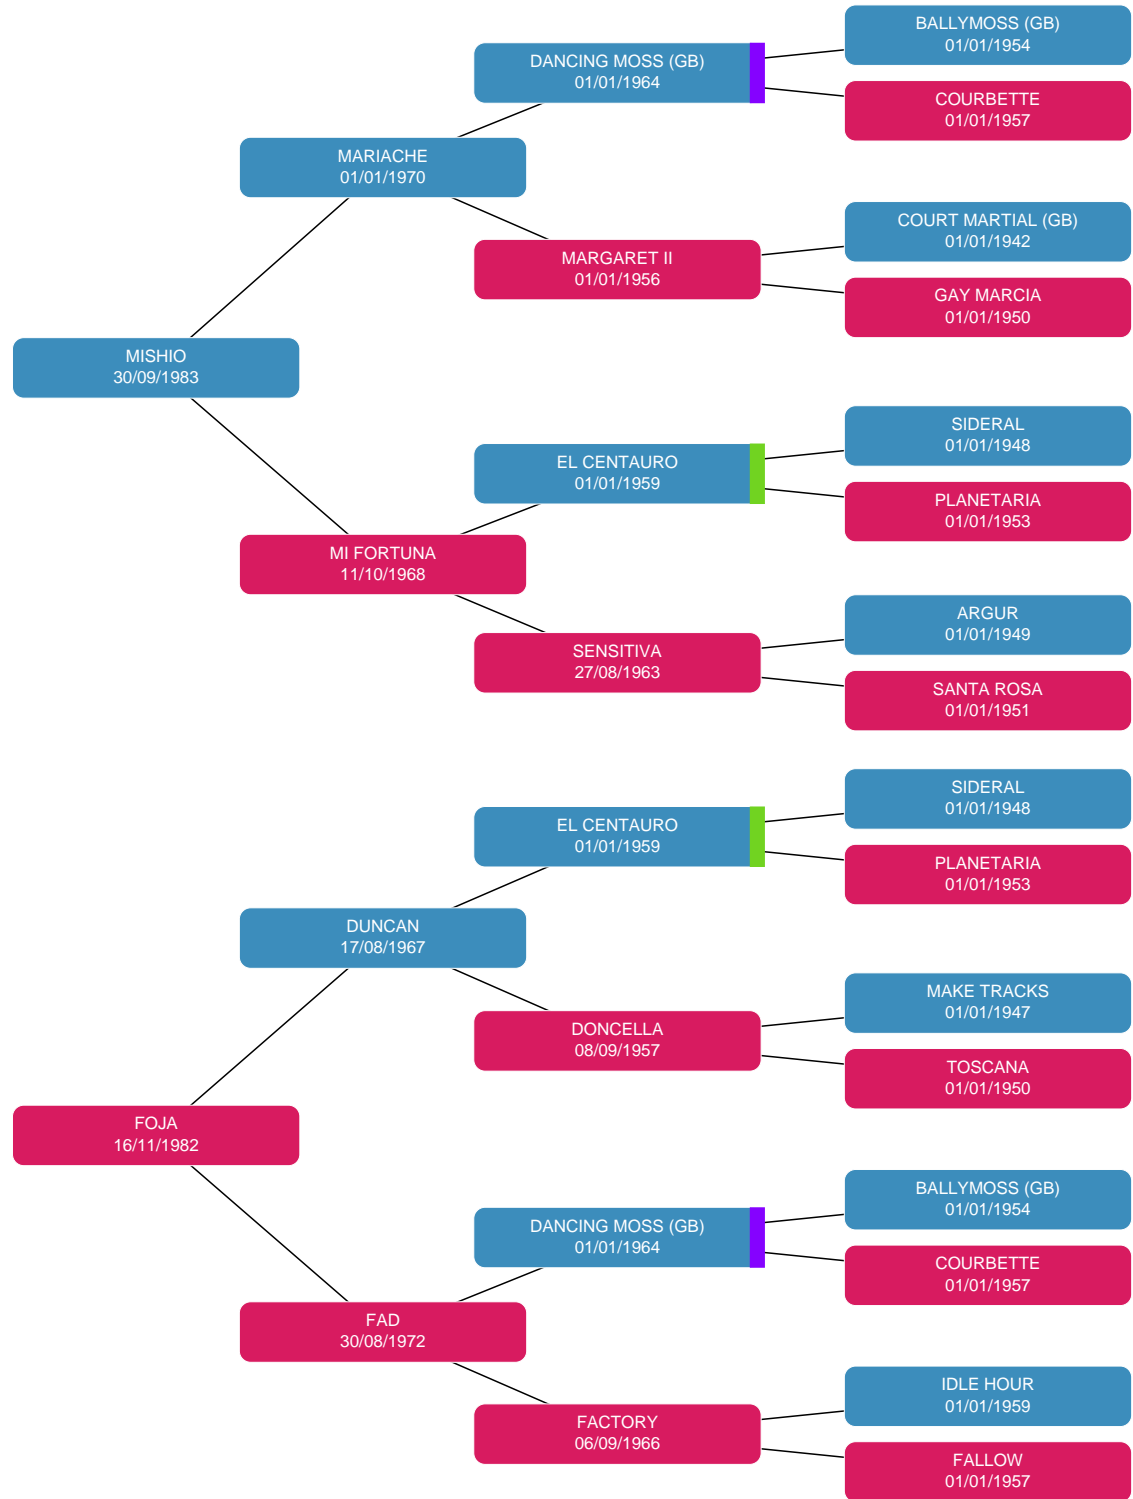 BALLYMOSS (GB)
01/01/1954
DANCING MOSS (GB)
01/01/1964
COURBETTE
01/01/1957
MARIACHE
01/01/1970
COURT MARTIAL (GB)
01/01/1942
MARGARET II
01/01/1956
GAY MARCIA
01/01/1950
MISHIO
30/09/1983
SIDERAL
01/01/1948
EL CENTAURO
01/01/1959
PLANETARIA
01/01/1953
MI FORTUNA
11/10/1968
ARGUR
01/01/1949
SENSITIVA
27/08/1963
SANTA ROSA
01/01/1951
SIDERAL
01/01/1948
EL CENTAURO
01/01/1959
PLANETARIA
01/01/1953
DUNCAN
17/08/1967
MAKE TRACKS
01/01/1947
DONCELLA
08/09/1957
TOSCANA
01/01/1950
FOJA
16/11/1982
BALLYMOSS (GB)
01/01/1954
DANCING MOSS (GB)
01/01/1964
COURBETTE
01/01/1957
FAD
30/08/1972
IDLE HOUR
01/01/1959
FACTORY
06/09/1966
FALLOW
01/01/1957